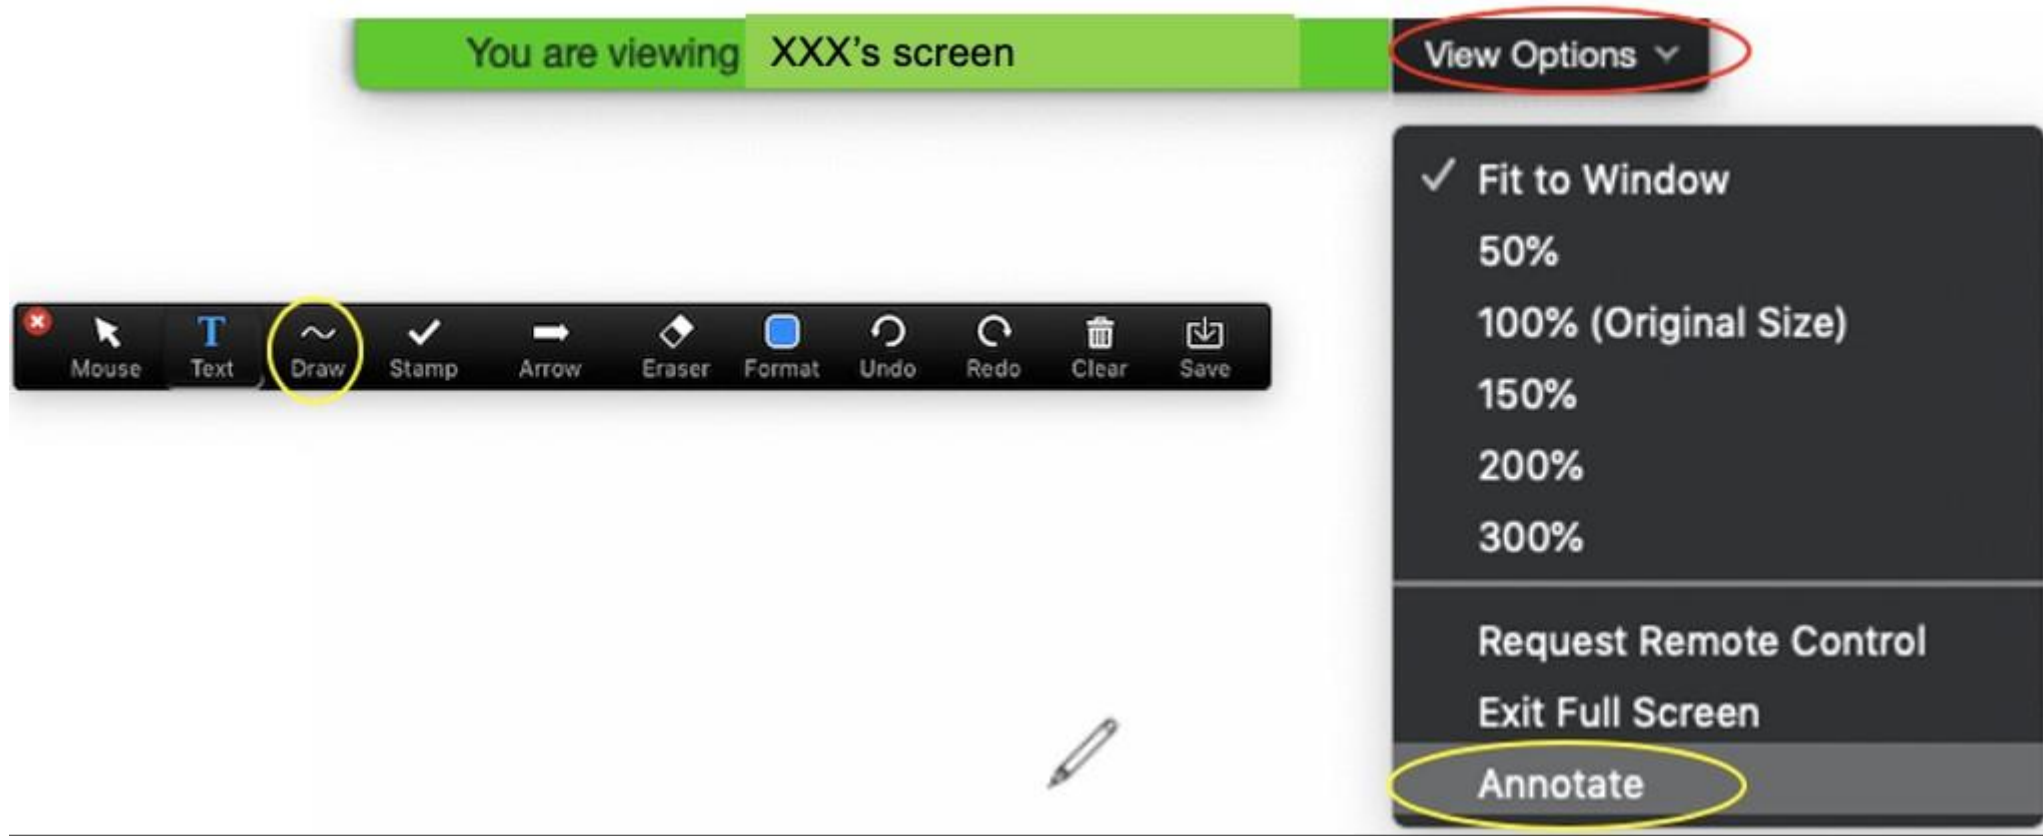 You are viewing XXX's screen
View Options
Fit to Window
50%
100% (Original Size)
150%
200%
300%
Request Remote Control
Exit Full Screen
Annotate
T
Mouse Text Draw Stamp Arrow Eraser Format Undo Redo Clear Save